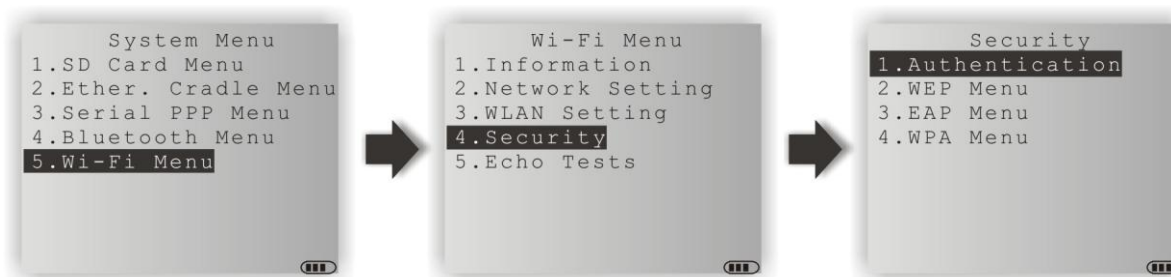 System Menu
1.SD Card Menu
2.Ether. Cradle Menu
3.Serial PPP Menu
4.Bluetooth Menu
5.Wi-Fi Menu
Wi-Fi Menu
1.Information
2.Network Setting
3.WLAN Setting
4.Security
5.Echo Tests
Security
1.Authentication
2.WEP Menu
3.EAP Menu
4.WPA Menu